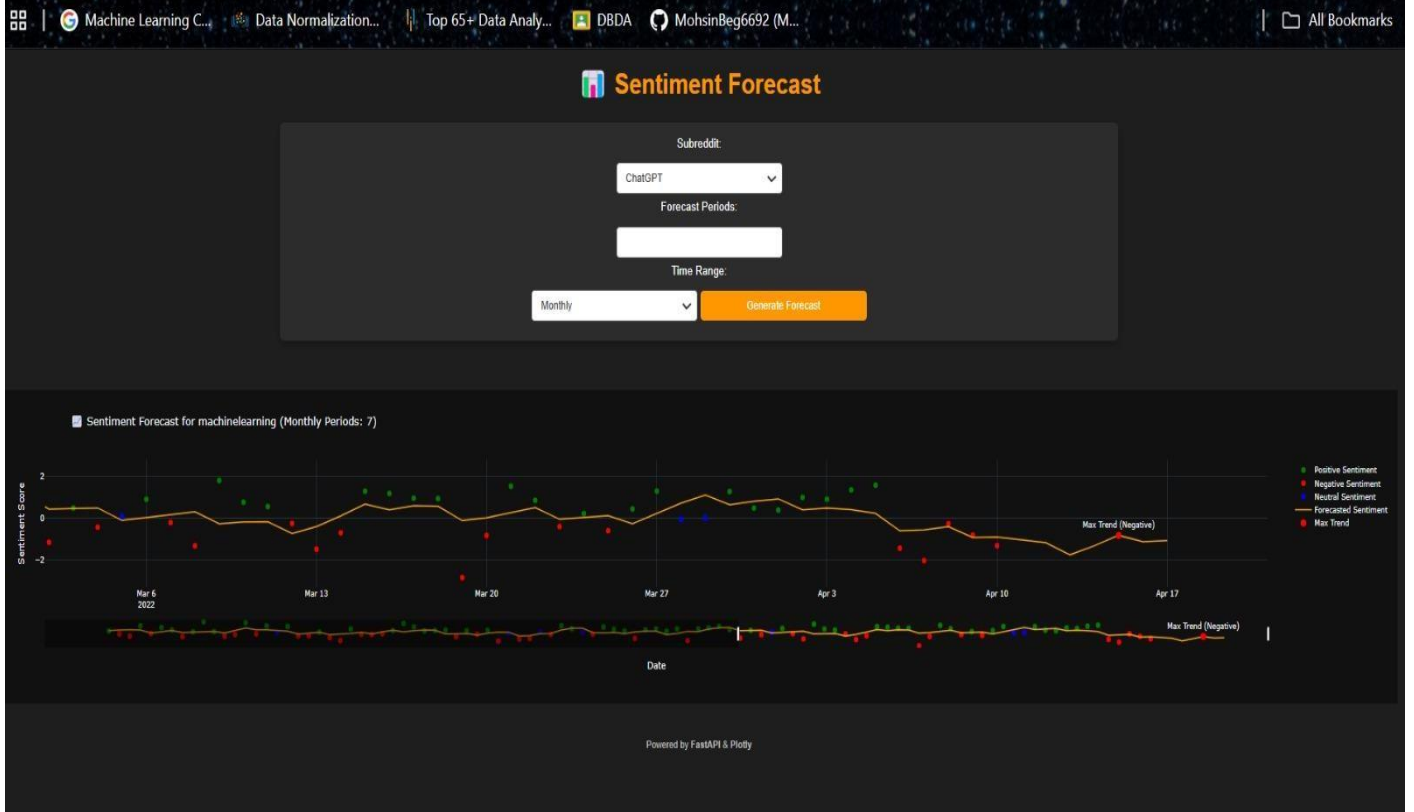 Machine Learning C... Data Normalization... Top 65+ Data Analy... DBDA MohsinBeg6692 (M... All Bookmarks
Sentiment Forecast
Subreddit:
ChatGPT
Forecast Periods:
Time Range:
Monthly Generate Forecast
Sentiment Forecast for machinelearning (Monthly Periods: 7)
Sentiment Score
2
0
−2
Max Trend (Negative)
Positive Sentiment
Negative Sentiment
Neutral Sentiment
Forecasted Sentiment
Max Trend
Mar 6 Mar 13 Mar 20 Mar 27 Apr 3 Apr 10 Apr 17
2022
Max Trend (Negative)
Date
Powered by FastAPI & Plotly